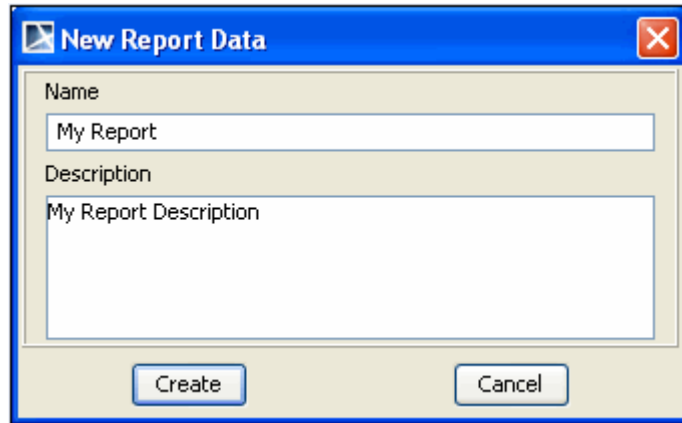 New Report Data
Name
My Report
Description
My Report Description
Create Cancel